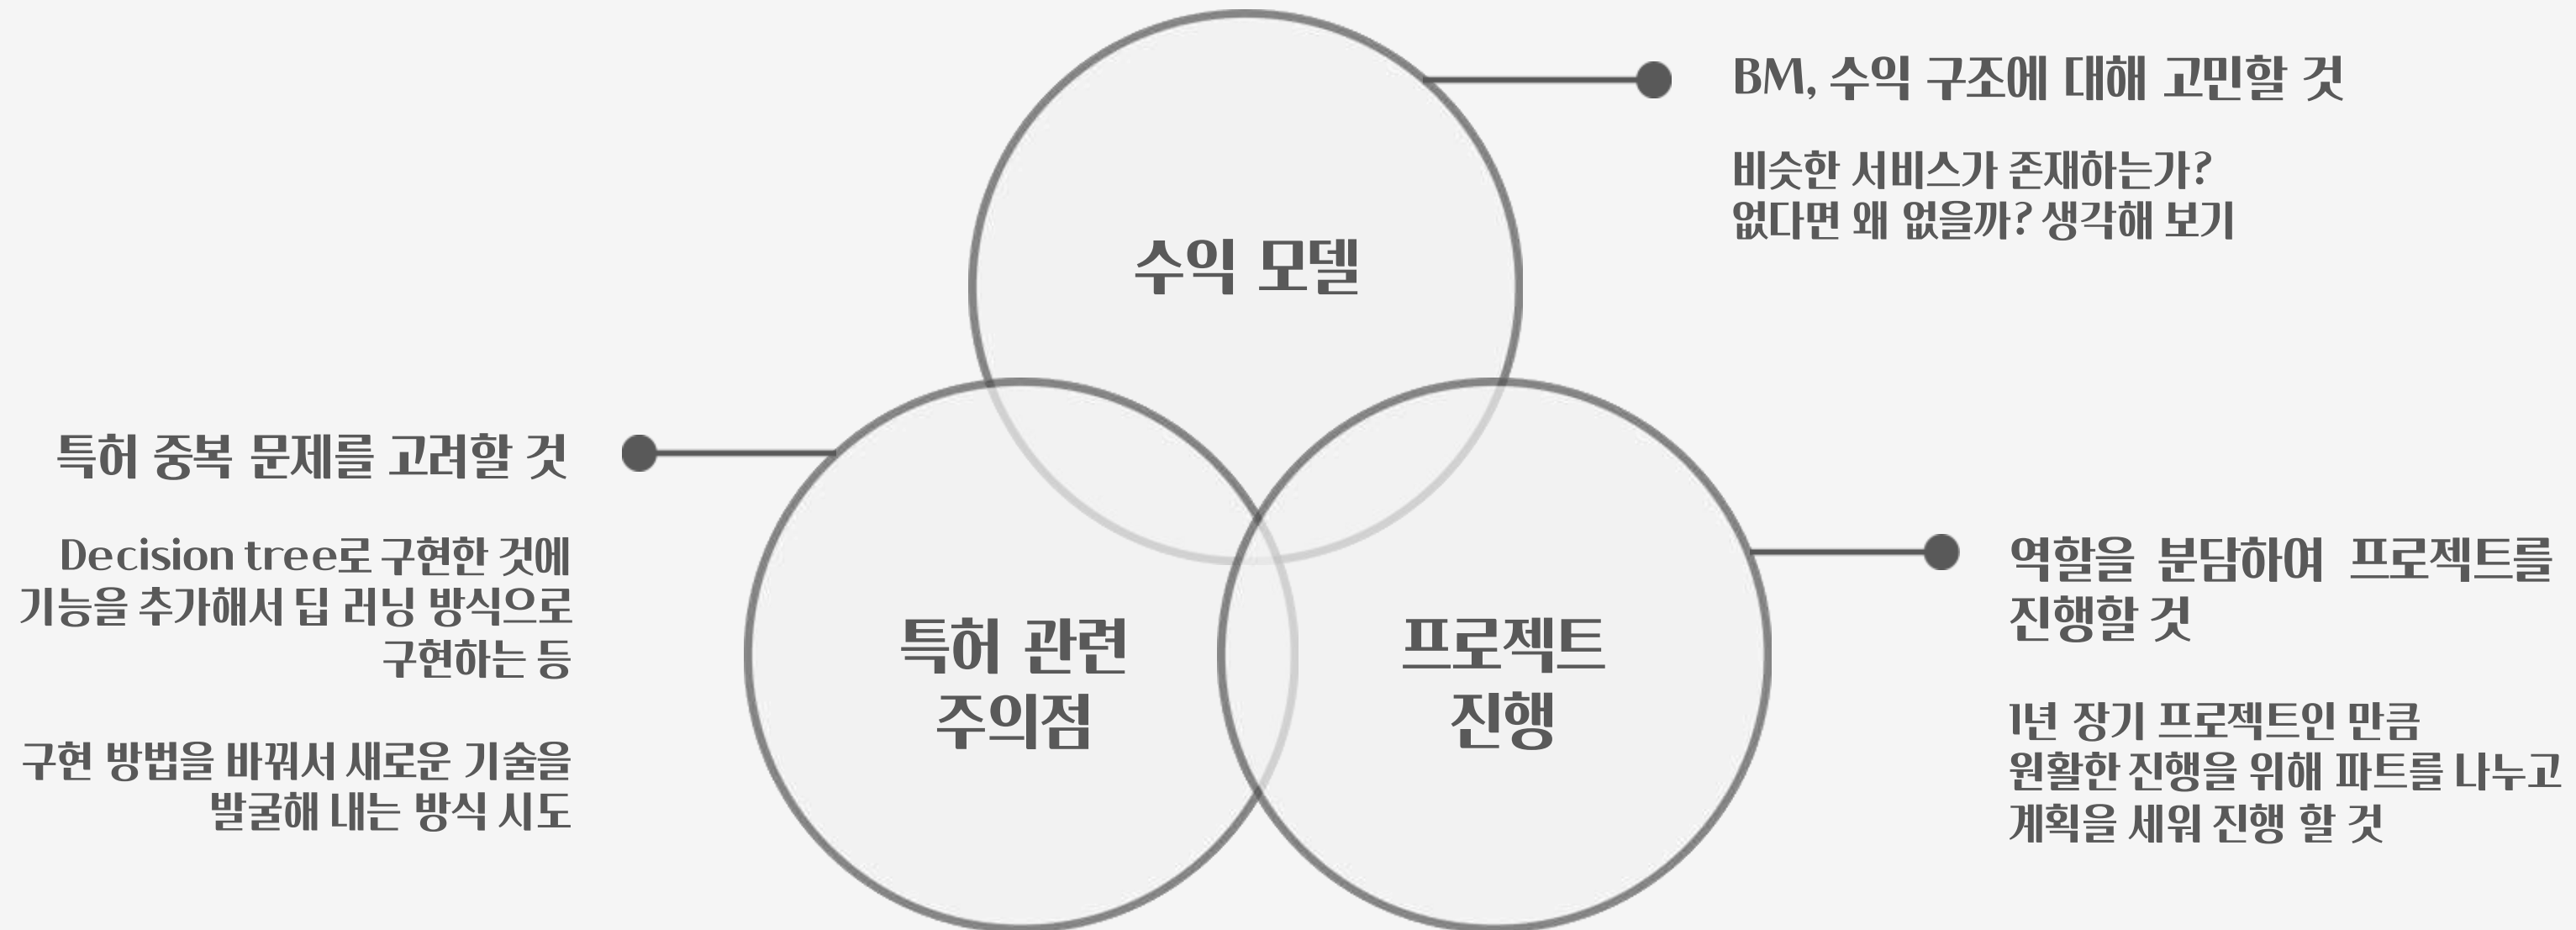 BM, 수익 구조에 대해 고민할 것
비슷한 서비스가 존재하는가?
없다면 왜 없을까? 생각해 보기
수익 모델
특허 중복 문제를 고려할 것
Decision tree로 구현한 것에
기능을 추가해서 딥 러닝 방식으로
구현하는 등
구현 방법을 바꿔서 새로운 기술을
발굴해 내는 방식 시도
특허 관련
주의점
프로젝트
진행
역할을 분담하여 프로젝트를
진행할 것
1년 장기 프로젝트인 만큼
원활한 진행을 위해 파트를 나누고
계획을 세워 진행 할 것